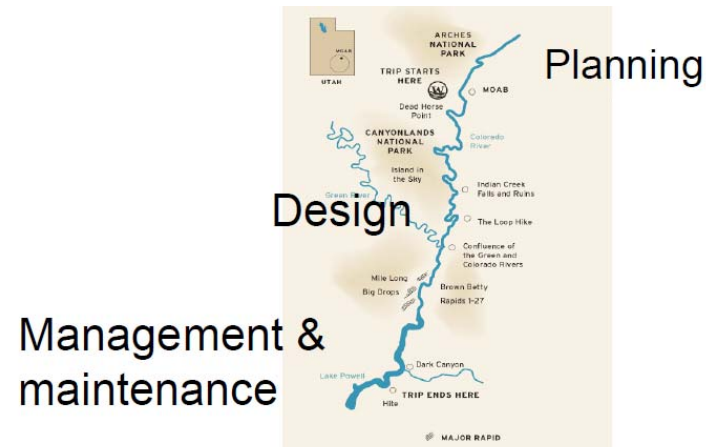 ARCHES
NATIONAL
PARK
Planning
MOAB
UTAH
TRIP STARTS
HERE
W
MOAB
Dead Horse
Point
CANYONLANDS
NATIONAL
PARK
Colorado
River
Island in
the Sky
Green River
Indian Creek
Falls and Ruins
Design
The Loop Hike
Confluence of
the Green and
Colorado Rivers
Mile Long
Big Drops
Brown Betty
Rapids 1-27
Management &
maintenance
Dark Canyon
Lake Powell
TRIP ENDS HERE
Hite
MAJOR RAPID